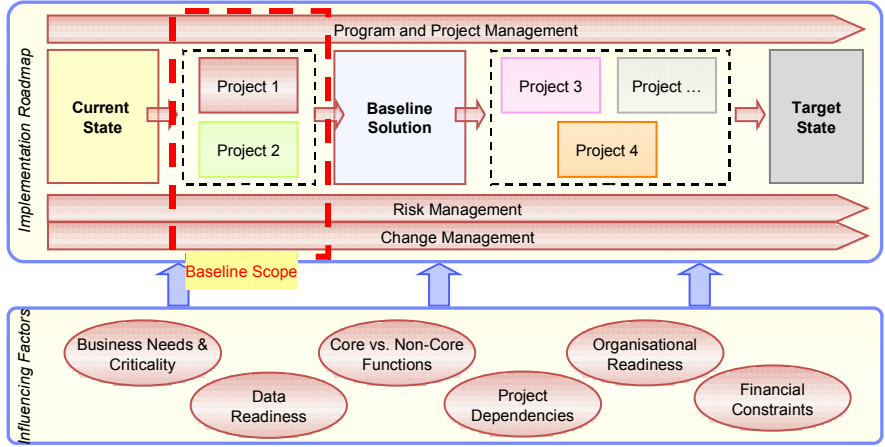 Implementation Roadmap
Program and Project Management
Current
State
Project 1
Project 2
Baseline
Solution
Project 3
Project ...
Project 4
Target
State
Risk Management
Change Management
Baseline Scope
Influencing Factors
Business Needs &
Criticality
Data
Readiness
Core vs. Non-Core
Functions
Project
Dependencies
Organisational
Readiness
Financial
Constraints